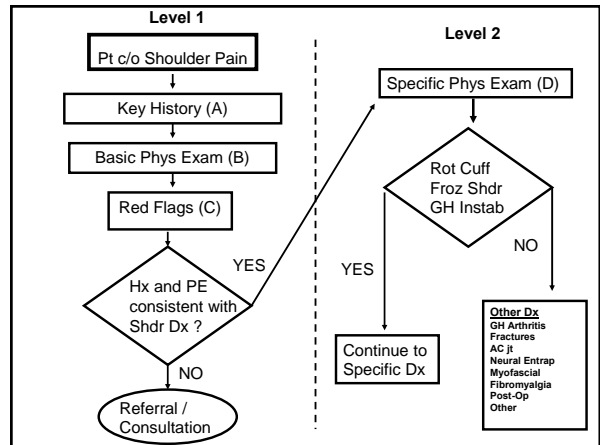 Level 1
Pt c/o Shoulder Pain
Key History (A)
Basic Phys Exam (B)
Red Flags (C)
YES
Hx and PE
consistent with
Shdr Dx ?
NO
Referral /
Consultation
Level 2
Specific Phys Exam (D)
Rot Cuff
Froz Shdr
GH Instab
YES
NO
Continue to
Specific Dx
Other Dx
GH Arthritis
Fractures
AC jt
Neural Entrap
Myofascial
Fibromyalgia
Post-Op
Other